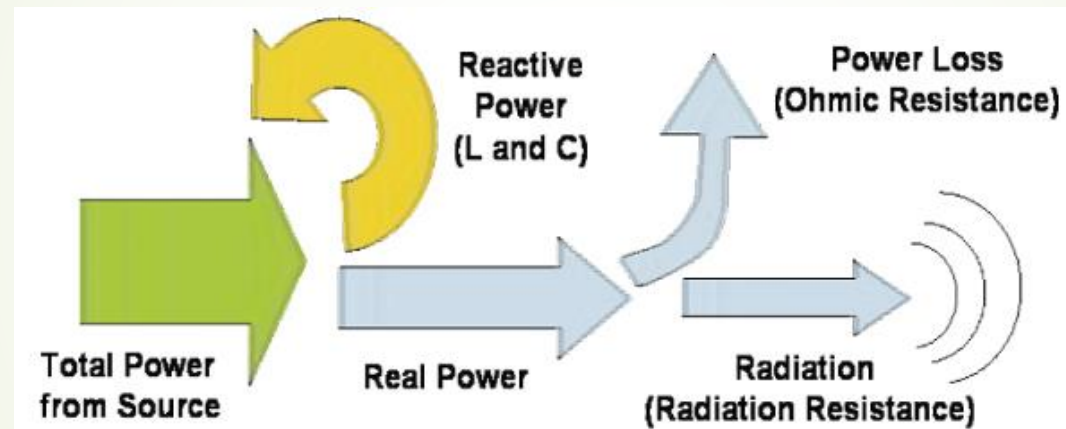 Reactive
Power
(L and C)
Power Loss
(Ohmic Resistance)
Total Power
from Source
Real Power
Radiation
(Radiation Resistance)